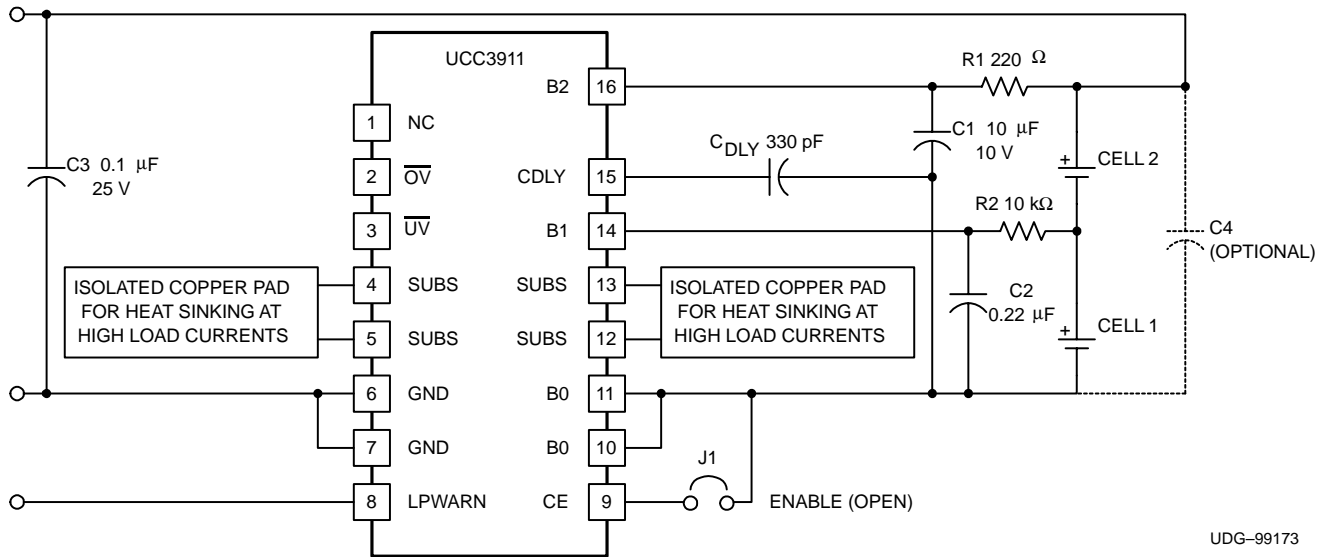 UCC3911
R1 220 Ω
B2
16
1
NC
C1 10 μF
10 V
C3 0.1 μF
25 V
CDLY 330 pF
+
CELL 2
2
OV
CDLY
15
R2 10 kΩ
3
UV
B1
14
C4
(OPTIONAL)
ISOLATED COPPER PAD
FOR HEAT SINKING AT
HIGH LOAD CURRENTS
4
SUBS
SUBS
13
ISOLATED COPPER PAD
FOR HEAT SINKING AT
HIGH LOAD CURRENTS
C2
0.22 μF
5
SUBS
SUBS
12
+
CELL 1
6
GND
B0
11
7
GND
B0
10
J1
8
LPWARN
CE
9
ENABLE (OPEN)
UDG–99173